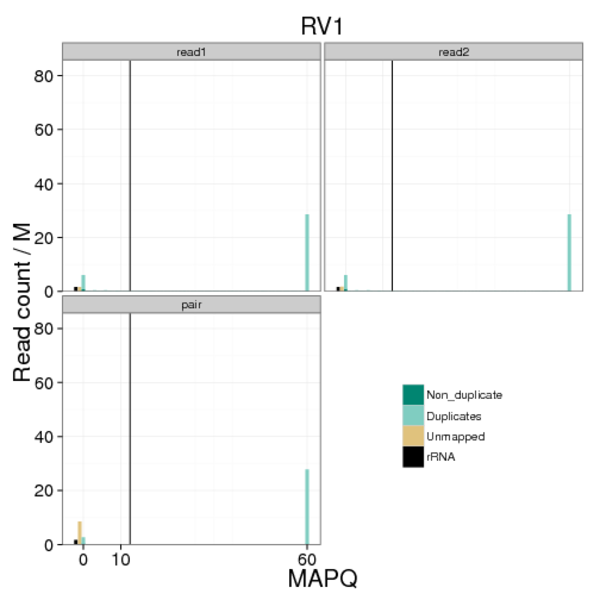 RV1
read1
read2
80
60
40
20
0
pair
80
60
40
20
0
0
10
60
Read count / M
MAPQ
Non_duplicate
Duplicates
Unmapped
rRNA